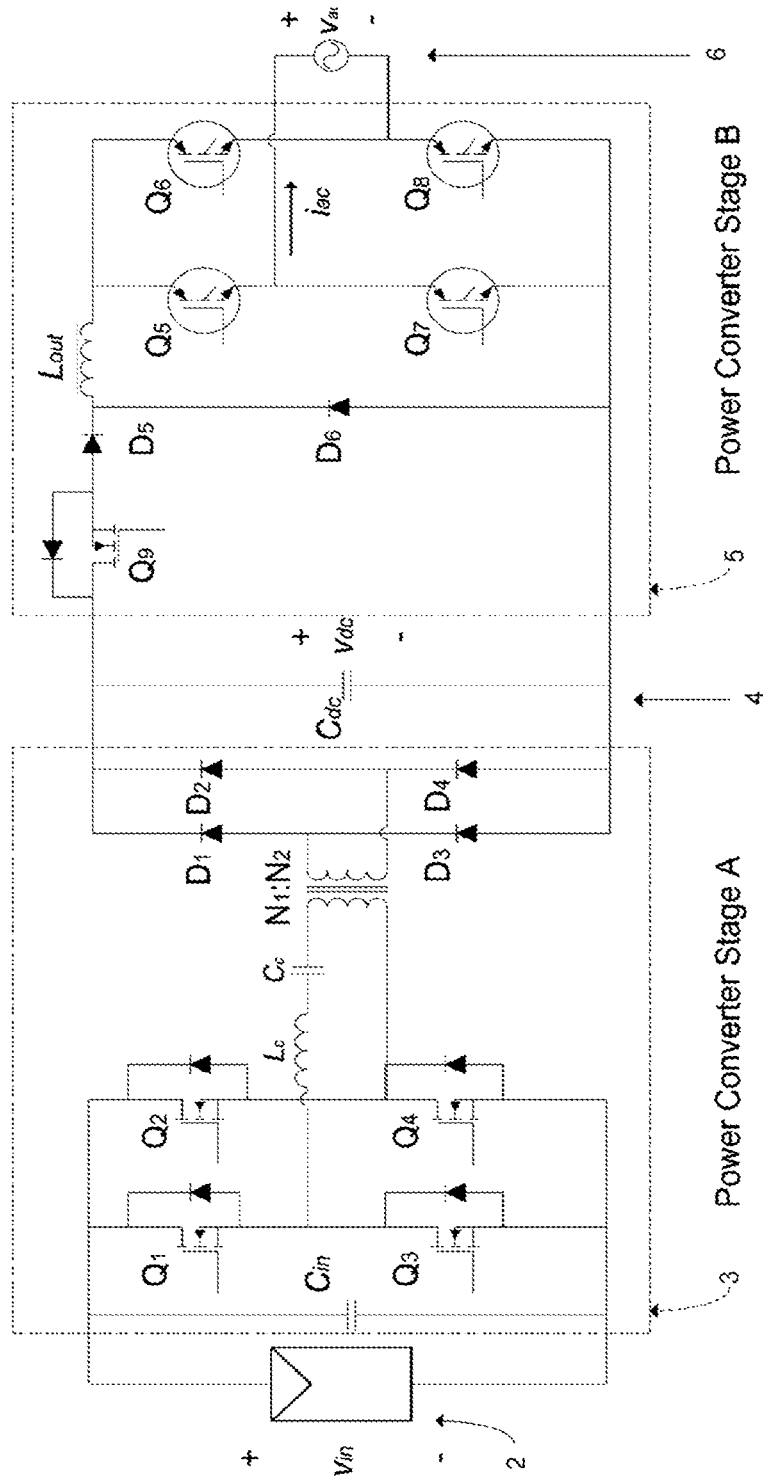 +
Vin
-
2
Cin
Q1
Q2
Q3
Q4
Lc
Cc
N1:N2
D1
D2
D3
D4
3
Power Converter Stage A
Cdc
+
Vdc
-
4
Q9
D5
D6
Lout
Q5
Q6
Q7
Q8
iac
+
Vac
-
5
6
Power Converter Stage B